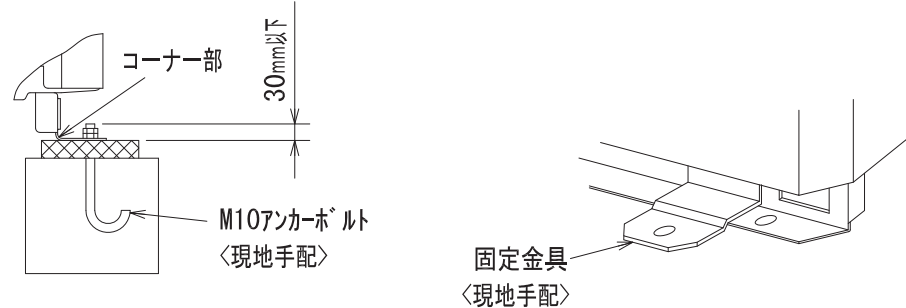 コーナー部
30mm以下
M10アンカーボルト
〈現地手配〉
固定金具
〈現地手配〉